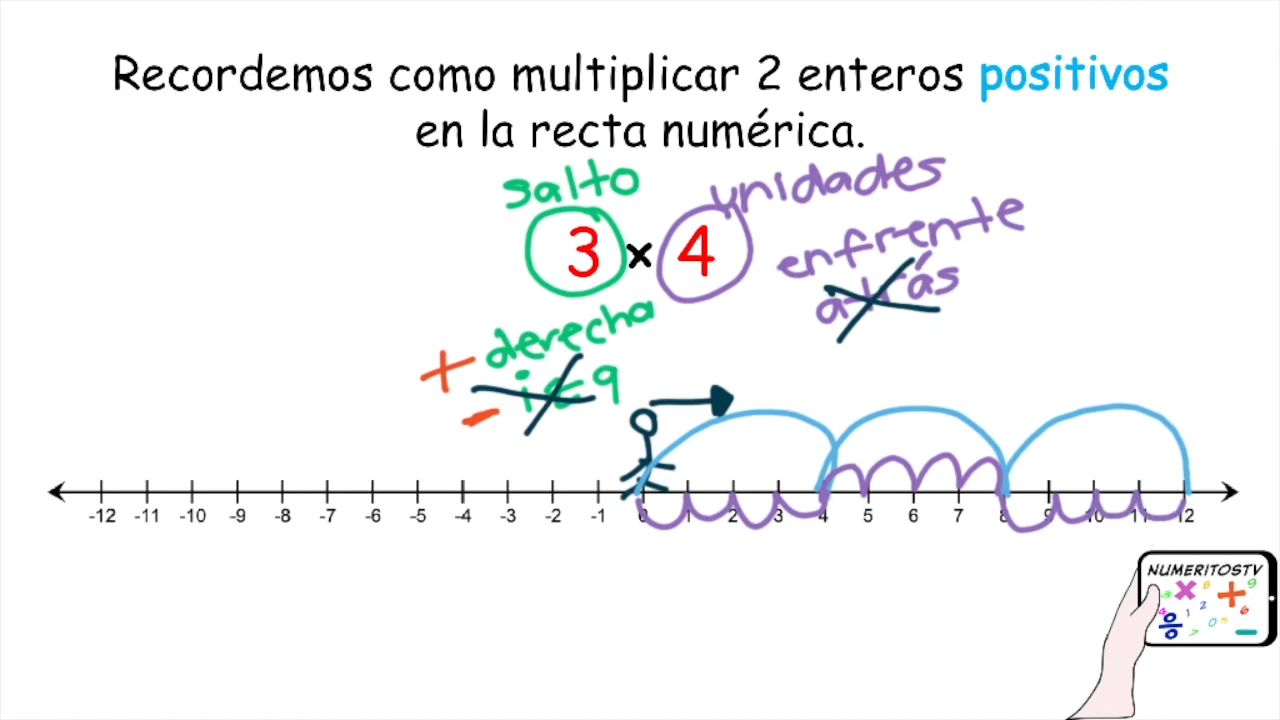 Recordemos como multiplicar 2 enteros positivos
en la recta numérica.
salto
unidades
3 × 4
enfrente
atrás
+ derecha
- izq
-12 -11 -10 -9 -8 -7 -6 -5 -4 -3 -2 -1 0 1 2 3 4 5 6 7 8 9 10 11 12
NUMERITOSTV